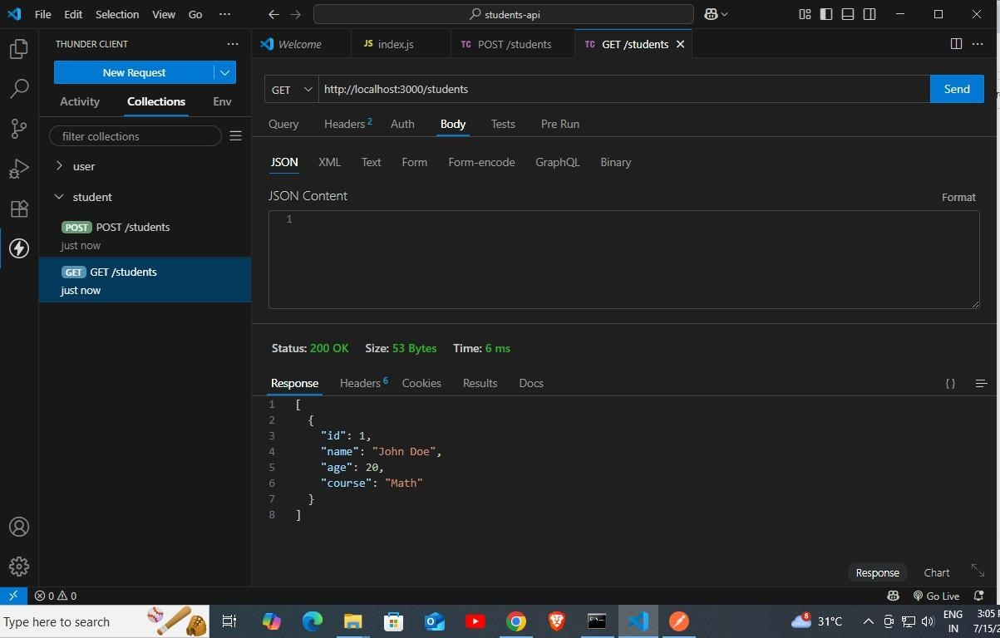 File Edit Selection View Go ··· students-api
THUNDER CLIENT ···
New Request
Activity Collections Env
filter collections
user
student
POST POST /students
just now
GET GET /students
just now
Welcome JS index.js TC POST /students TC GET /students
GET http://localhost:3000/students Send
Query Headers 2 Auth Body Tests Pre Run
JSON XML Text Form Form-encode GraphQL Binary
JSON Content Format
1
Status: 200 OK Size: 53 Bytes Time: 6 ms
Response Headers 6 Cookies Results Docs { }
1 [
2 {
3 "id": 1,
4 "name": "John Doe",
5 "age": 20,
6 "course": "Math"
7 }
8 ]
Response Chart
0 0 Go Live
Type here to search 8 31°C ENG 3:05
IN 7/15/2